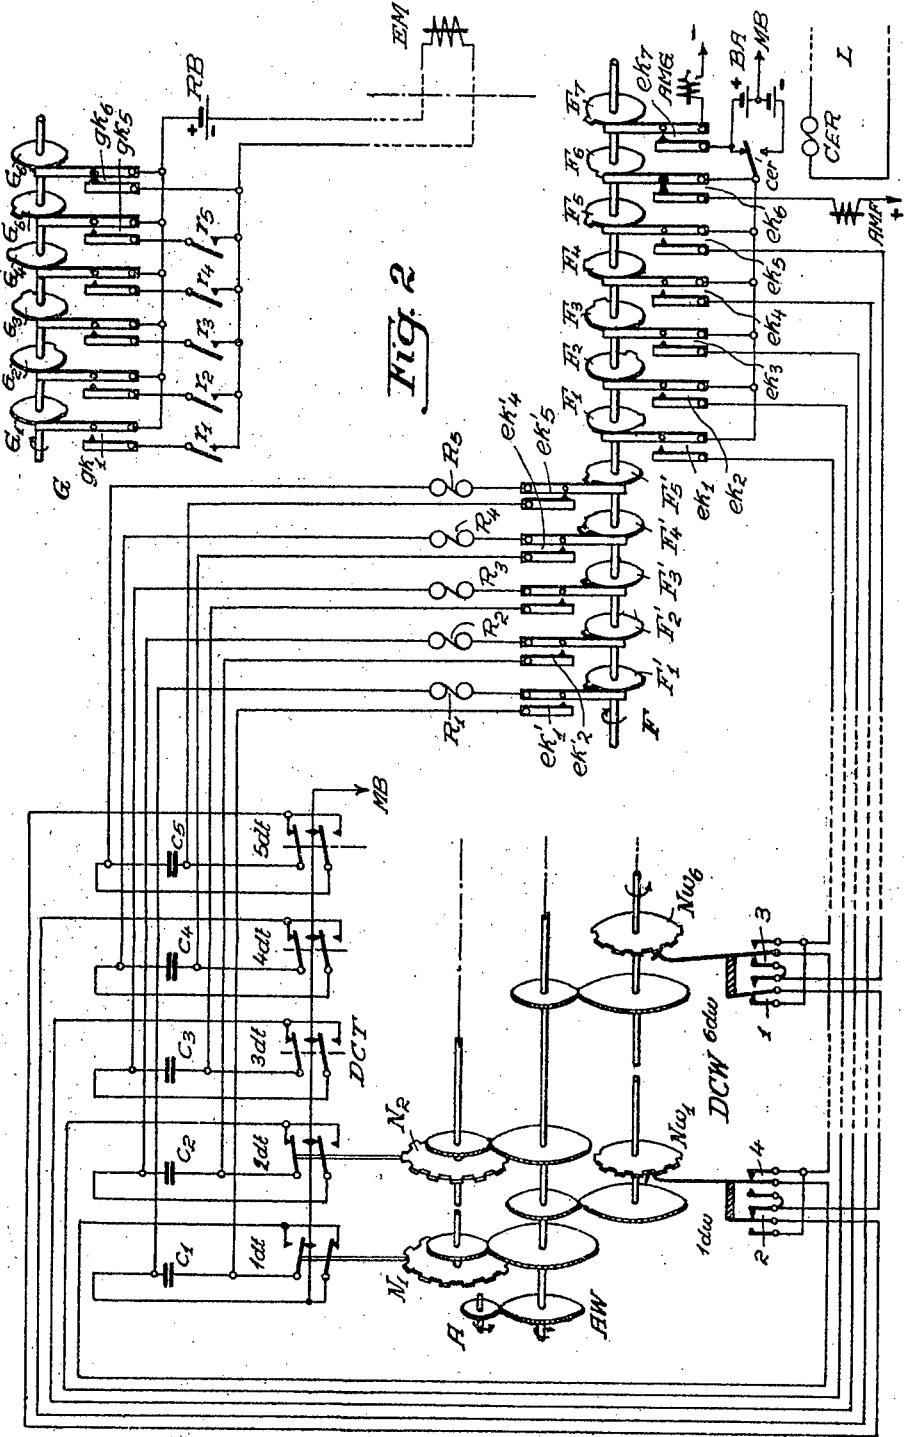 G1
G2
G3
G4
G5
G6
G
gk1
gk6
gk5
r1
r2
r3
r4
r5
+
-
RB
EM
Fig. 2
F1
F2
F3
F4
F5
F6
F7
ek7
AMG
-
+
BA
MB
-
cer'
CER
L
AMF
+
ek6
ek5
ek4
ek3
ek2
ek1
ek'4
ek'5
R5
R4
R3
R2
R1
ek'1
ek'2
F
F'1
F'2
F'3
F'4
F'5
C5
C4
C3
C2
C1
5dt
4dt
3dt
2dt
1dt
MB
DCT
N2
N1
A
AW
Nw6
Nw1
DCW
6dw
1dw
1
3
2
4